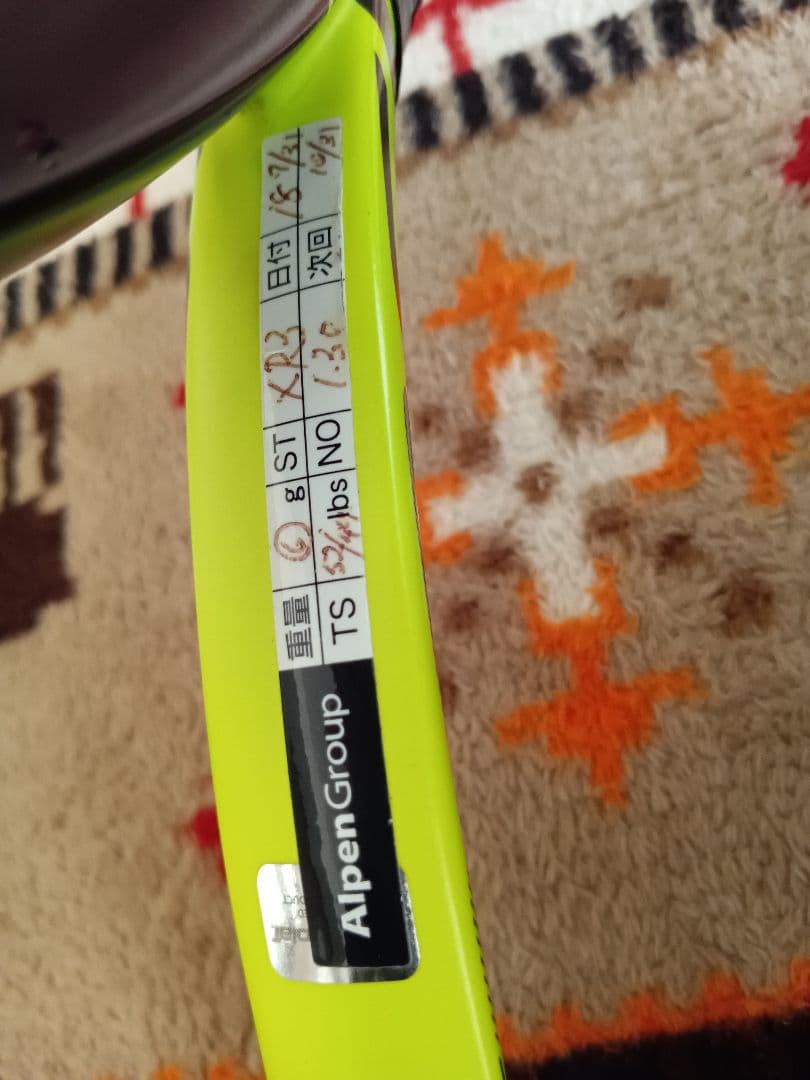 AlpenGroup
重量 ⑥ g ST XR3 日付 '18 7/31
TS 52/48 lbs NO 1.30 次回 10/31